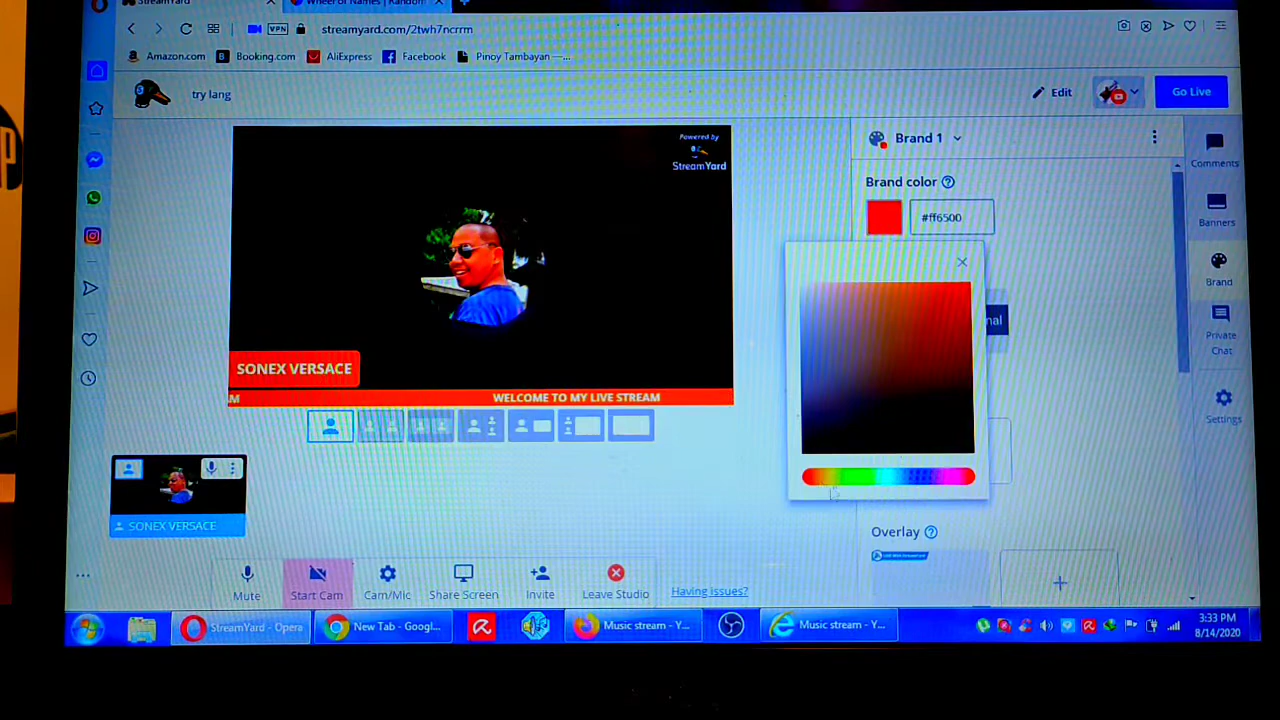 StreamYard
Wheel of Names | Random
VPN
streamyard.com/2twh7ncrrm
Amazon.com
Booking.com
AliExpress
Facebook
Pinoy Tambayan —...
try lang
Edit
Go Live
Brand 1
Brand color
#ff6500
Powered by
StreamYard
SONEX VERSACE
WELCOME TO MY LIVE STREAM
Comments
Banners
Brand
Private
Chat
Settings
SONEX VERSACE
Overlay
Mute
Start Cam
Cam/Mic
Share Screen
Invite
Leave Studio
Having issues?
StreamYard - Opera
New Tab - Googl...
Music stream - Y...
Music stream - Y...
3:33 PM
8/14/2020